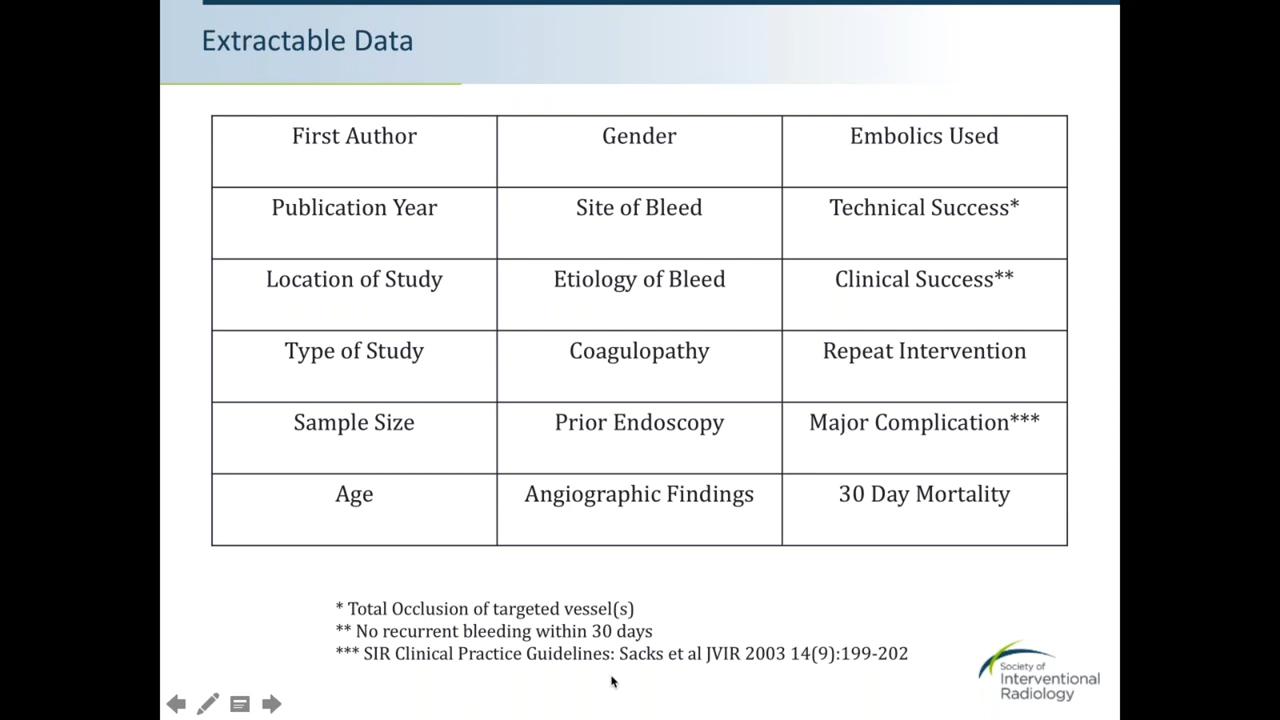 Extractable Data
First Author Gender Embolics Used
Publication Year Site of Bleed Technical Success*
Location of Study Etiology of Bleed Clinical Success**
Type of Study Coagulopathy Repeat Intervention
Sample Size Prior Endoscopy Major Complication***
Age Angiographic Findings 30 Day Mortality
* Total Occlusion of targeted vessel(s)
** No recurrent bleeding within 30 days
*** SIR Clinical Practice Guidelines: Sacks et al JVIR 2003 14(9):199-202
Society of
Interventional
Radiology